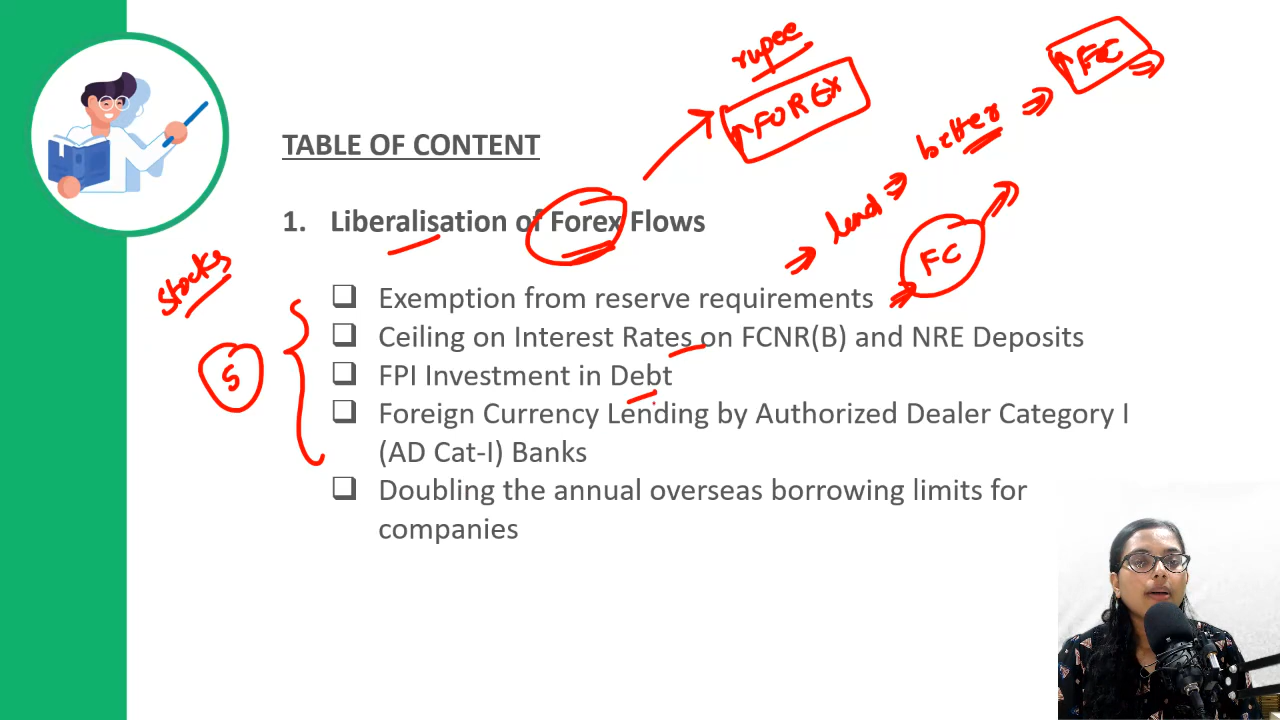 rupee
↑FOREX
↑FC
better
lend
FC
TABLE OF CONTENT
1. Liberalisation of Forex Flows
stocks
5
❑ Exemption from reserve requirements
❑ Ceiling on Interest Rates on FCNR(B) and NRE Deposits
❑ FPI Investment in Debt
❑ Foreign Currency Lending by Authorized Dealer Category I
(AD Cat-I) Banks
❑ Doubling the annual overseas borrowing limits for
companies